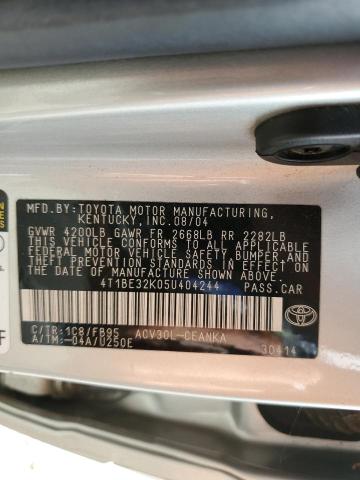 MFD.BY:TOYOTA MOTOR MANUFACTURING,
KENTUCKY, INC.08/04
GVWR 4200LB GAWR FR 2668LB RR 2282LB
THIS VEHICLE CONFORMS TO ALL APPLICABLE
FEDERAL MOTOR VEHICLE SAFETY, BUMPER, AND
THEFT PREVENTION STANDARDS IN EFFECT ON
THE DATE OF MANUFACTURE SHOWN ABOVE.
4T1BE32K05U404244 PASS.CAR
C/TR:1C8/FB95 ACV30L-CEANKA
A/TM:-04A/U250E 30414
TOYOTA